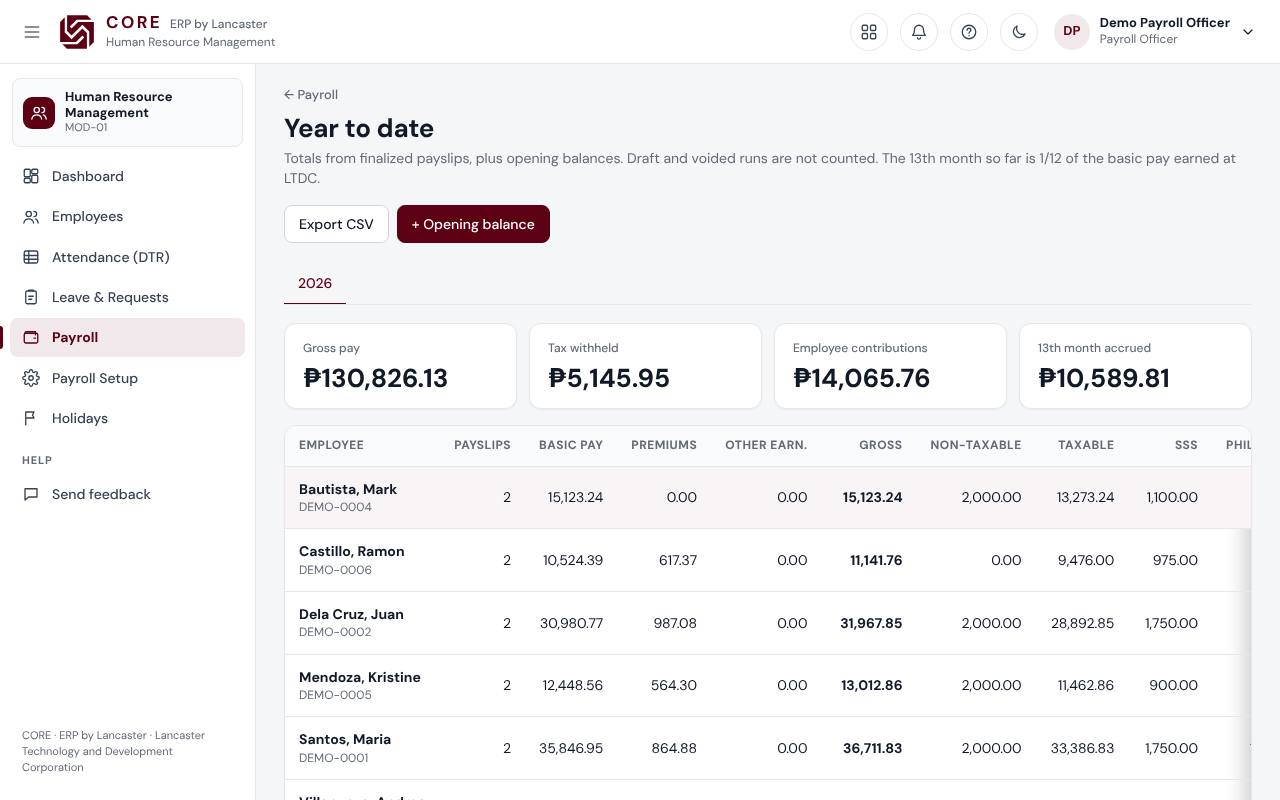 CORE ERP by Lancaster
Human Resource Management
DP
Demo Payroll Officer
Payroll Officer
Human Resource
Management
MOD-01
Dashboard
Employees
Attendance (DTR)
Leave & Requests
Payroll
Payroll Setup
Holidays
HELP
Send feedback
CORE · ERP by Lancaster · Lancaster
Technology and Development
Corporation
← Payroll
Year to date
Totals from finalized payslips, plus opening balances. Draft and voided runs are not counted. The 13th month so far is 1/12 of the basic pay earned at
LTDC.
Export CSV
+ Opening balance
2026
Gross pay
₱130,826.13
Tax withheld
₱5,145.95
Employee contributions
₱14,065.76
13th month accrued
₱10,589.81
EMPLOYEE PAYSLIPS BASIC PAY PREMIUMS OTHER EARN. GROSS NON-TAXABLE TAXABLE SSS PHIL
Bautista, Mark
DEMO-0004
2 15,123.24 0.00 0.00 15,123.24 2,000.00 13,273.24 1,100.00
Castillo, Ramon
DEMO-0006
2 10,524.39 617.37 0.00 11,141.76 0.00 9,476.00 975.00
Dela Cruz, Juan
DEMO-0002
2 30,980.77 987.08 0.00 31,967.85 2,000.00 28,892.85 1,750.00
Mendoza, Kristine
DEMO-0005
2 12,448.56 564.30 0.00 13,012.86 2,000.00 11,462.86 900.00
Santos, Maria
DEMO-0001
2 35,846.95 864.88 0.00 36,711.83 2,000.00 33,386.83 1,750.00